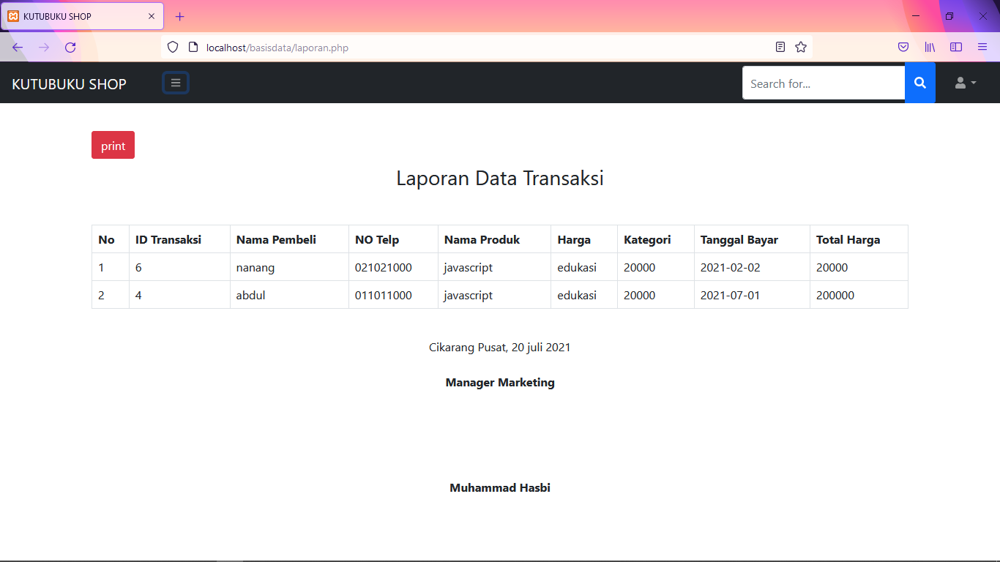 KUTUBUKU SHOP
localhost/basisdata/laporan.php
KUTUBUKU SHOP
Search for...
print
Laporan Data Transaksi
No ID Transaksi Nama Pembeli NO Telp Nama Produk Harga Kategori Tanggal Bayar Total Harga
1 6 nanang 021021000 javascript edukasi 20000 2021-02-02 20000
2 4 abdul 011011000 javascript edukasi 20000 2021-07-01 200000
Cikarang Pusat, 20 juli 2021
Manager Marketing
Muhammad Hasbi